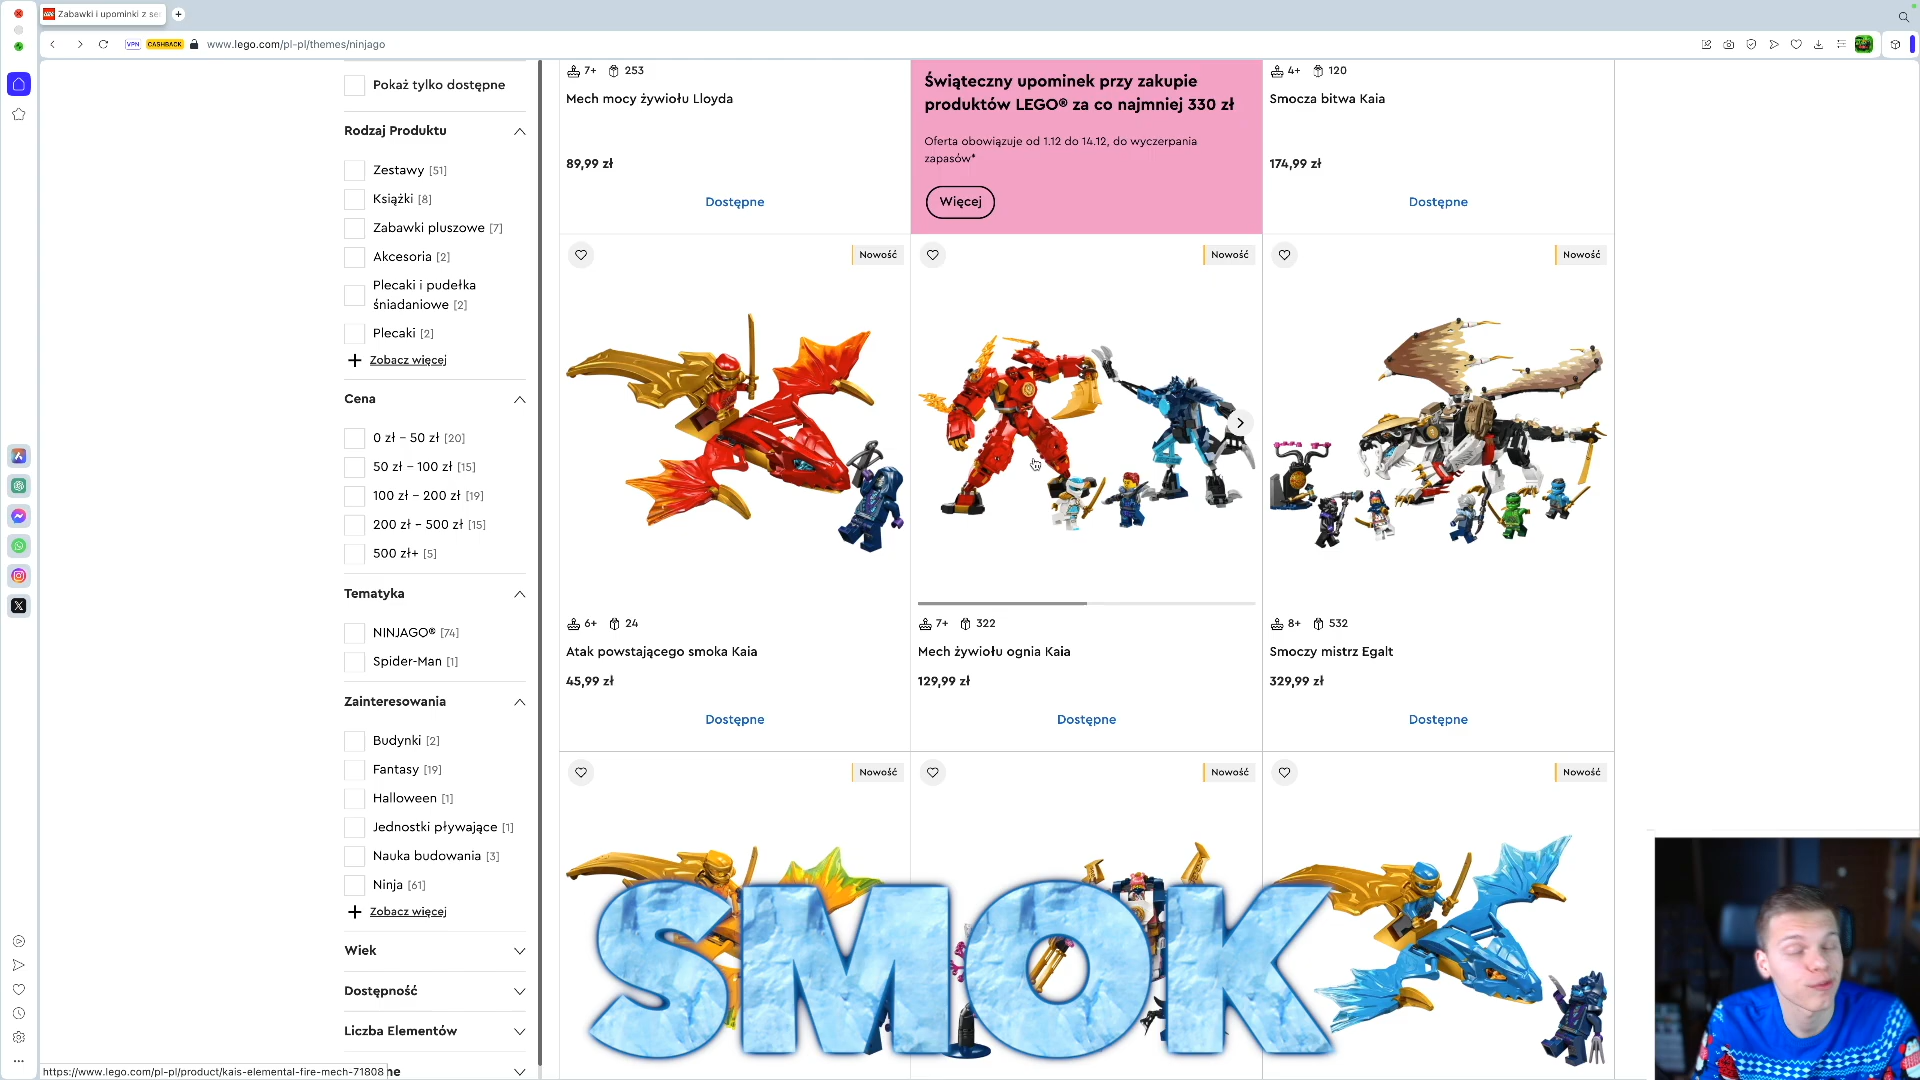 Zabawki i upominki z se
VPN
CASHBACK
www.lego.com/pl-pl/themes/ninjago
Pokaż tylko dostępne
Rodzaj Produktu
Zestawy [51]
Książki [8]
Zabawki pluszowe [7]
Akcesoria [2]
Plecaki i pudełka
śniadaniowe [2]
Plecaki [2]
Zobacz więcej
Cena
0 zł – 50 zł [20]
50 zł – 100 zł [15]
100 zł – 200 zł [19]
200 zł – 500 zł [15]
500 zł+ [5]
Tematyka
NINJAGO® [74]
Spider-Man [1]
Zainteresowania
Budynki [2]
Fantasy [19]
Halloween [1]
Jednostki pływające [1]
Nauka budowania [3]
Ninja [61]
Zobacz więcej
Wiek
Dostępność
Liczba Elementów
ne
https://www.lego.com/pl-pl/product/kais-elemental-fire-mech-71808
7+ 253
Mech mocy żywiołu Lloyda
89,99 zł
Dostępne
Świąteczny upominek przy zakupie
produktów LEGO® za co najmniej 330 zł
Oferta obowiązuje od 1.12 do 14.12, do wyczerpania
zapasów*
Więcej
4+ 120
Smocza bitwa Kaia
174,99 zł
Dostępne
Nowość
6+ 24
Atak powstającego smoka Kaia
45,99 zł
Dostępne
Nowość
7+ 322
Mech żywiołu ognia Kaia
129,99 zł
Dostępne
Nowość
8+ 532
Smoczy mistrz Egalt
329,99 zł
Dostępne
Nowość
Nowość
Nowość
SMOK